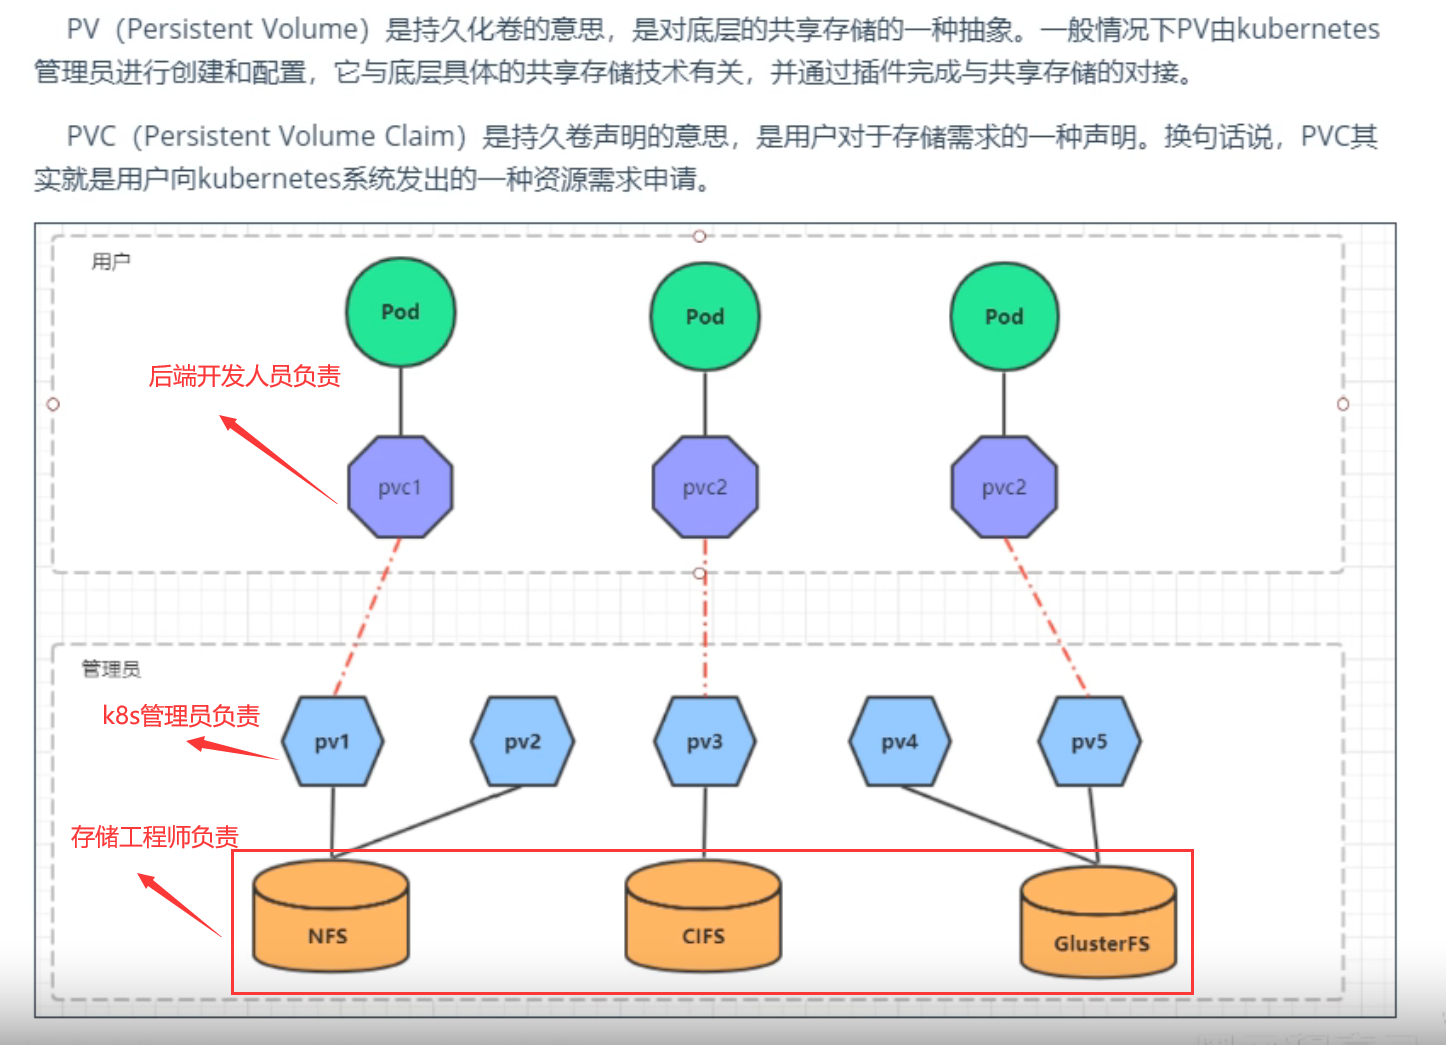 PV（Persistent Volume）是持久化卷的意思，是对底层的共享存储的一种抽象。一般情况下PV由kubernetes
管理员进行创建和配置，它与底层具体的共享存储技术有关，并通过插件完成与共享存储的对接。
PVC（Persistent Volume Claim）是持久卷声明的意思，是用户对于存储需求的一种声明。换句话说，PVC其
实就是用户向kubernetes系统发出的一种资源需求申请。
用户
Pod
Pod
Pod
后端开发人员负责
pvc1
pvc2
pvc2
管理员
k8s管理员负责
pv1
pv2
pv3
pv4
pv5
存储工程师负责
NFS
CIFS
GlusterFS